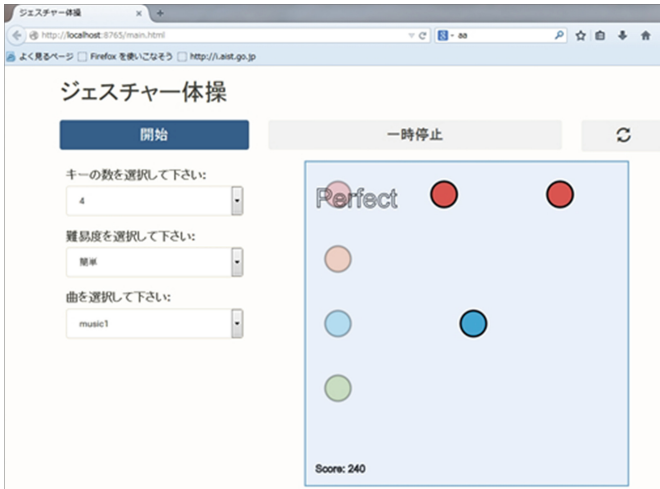 ジェスチャー体操
http://localhost:8765/main.html
aa
よく見るページ Firefox を使いこなそう http://i.aist.go.jp
ジェスチャー体操
開始 一時停止
キーの数を選択して下さい:
4
難易度を選択して下さい:
簡単
曲を選択して下さい:
music1
Perfect
Score: 240